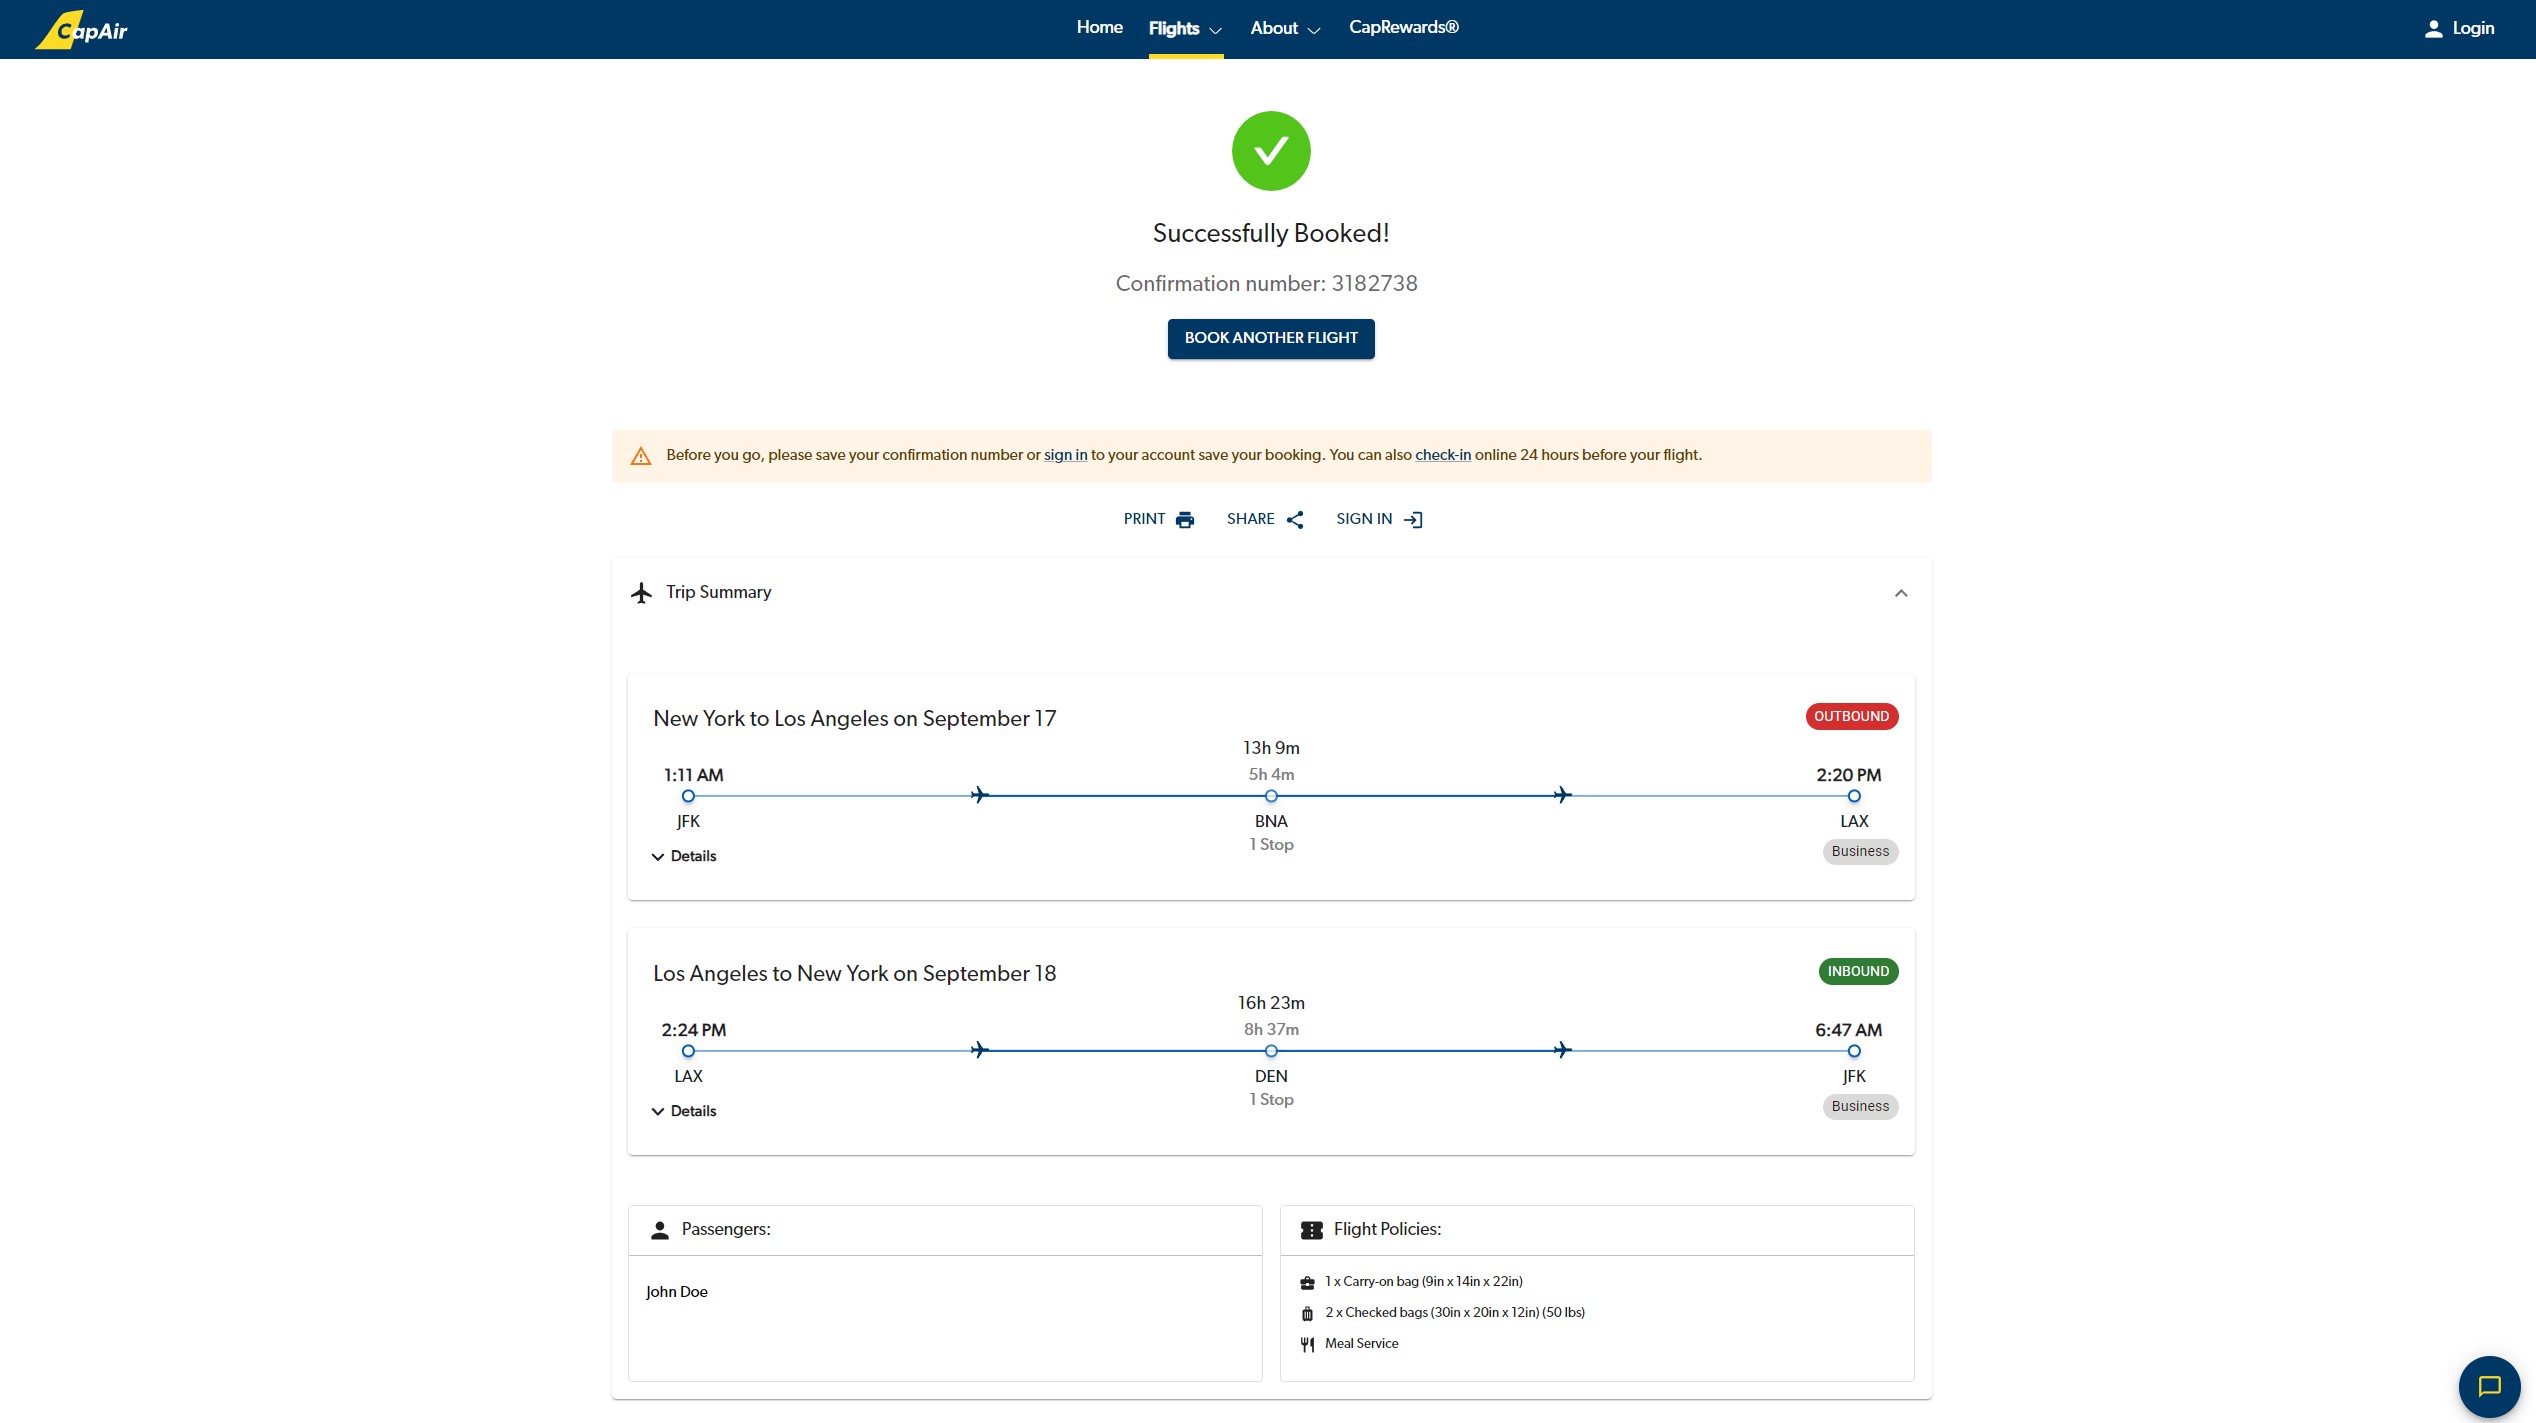 CapAir
Home Flights About CapRewards® Login
Successfully Booked!
Confirmation number: 3182738
BOOK ANOTHER FLIGHT
Before you go, please save your confirmation number or sign in to your account save your booking. You can also check-in online 24 hours before your flight.
PRINT SHARE SIGN IN
Trip Summary
New York to Los Angeles on September 17 OUTBOUND
13h 9m
1:11 AM 5h 4m 2:20 PM
JFK BNA LAX
1 Stop
Details Business
Los Angeles to New York on September 18 INBOUND
16h 23m
2:24 PM 8h 37m 6:47 AM
LAX DEN JFK
1 Stop
Details Business
Passengers:
John Doe
Flight Policies:
1 x Carry-on bag (9in x 14in x 22in)
2 x Checked bags (30in x 20in x 12in) (50 lbs)
Meal Service